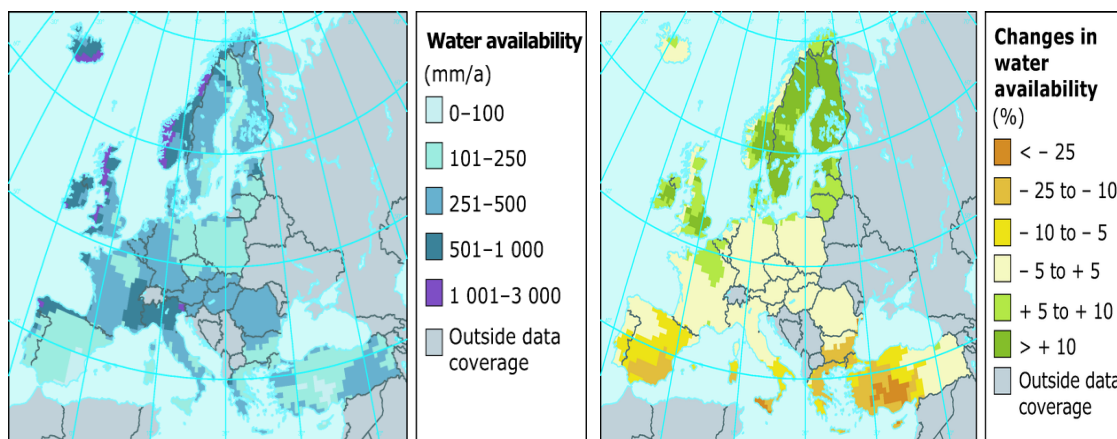 Water availability
(mm/a)
0–100
101–250
251–500
501–1 000
1 001–3 000
Outside data
coverage
Changes in
water
availability
(%)
< – 25
– 25 to – 10
– 10 to – 5
– 5 to + 5
+ 5 to + 10
> + 10
Outside data
coverage